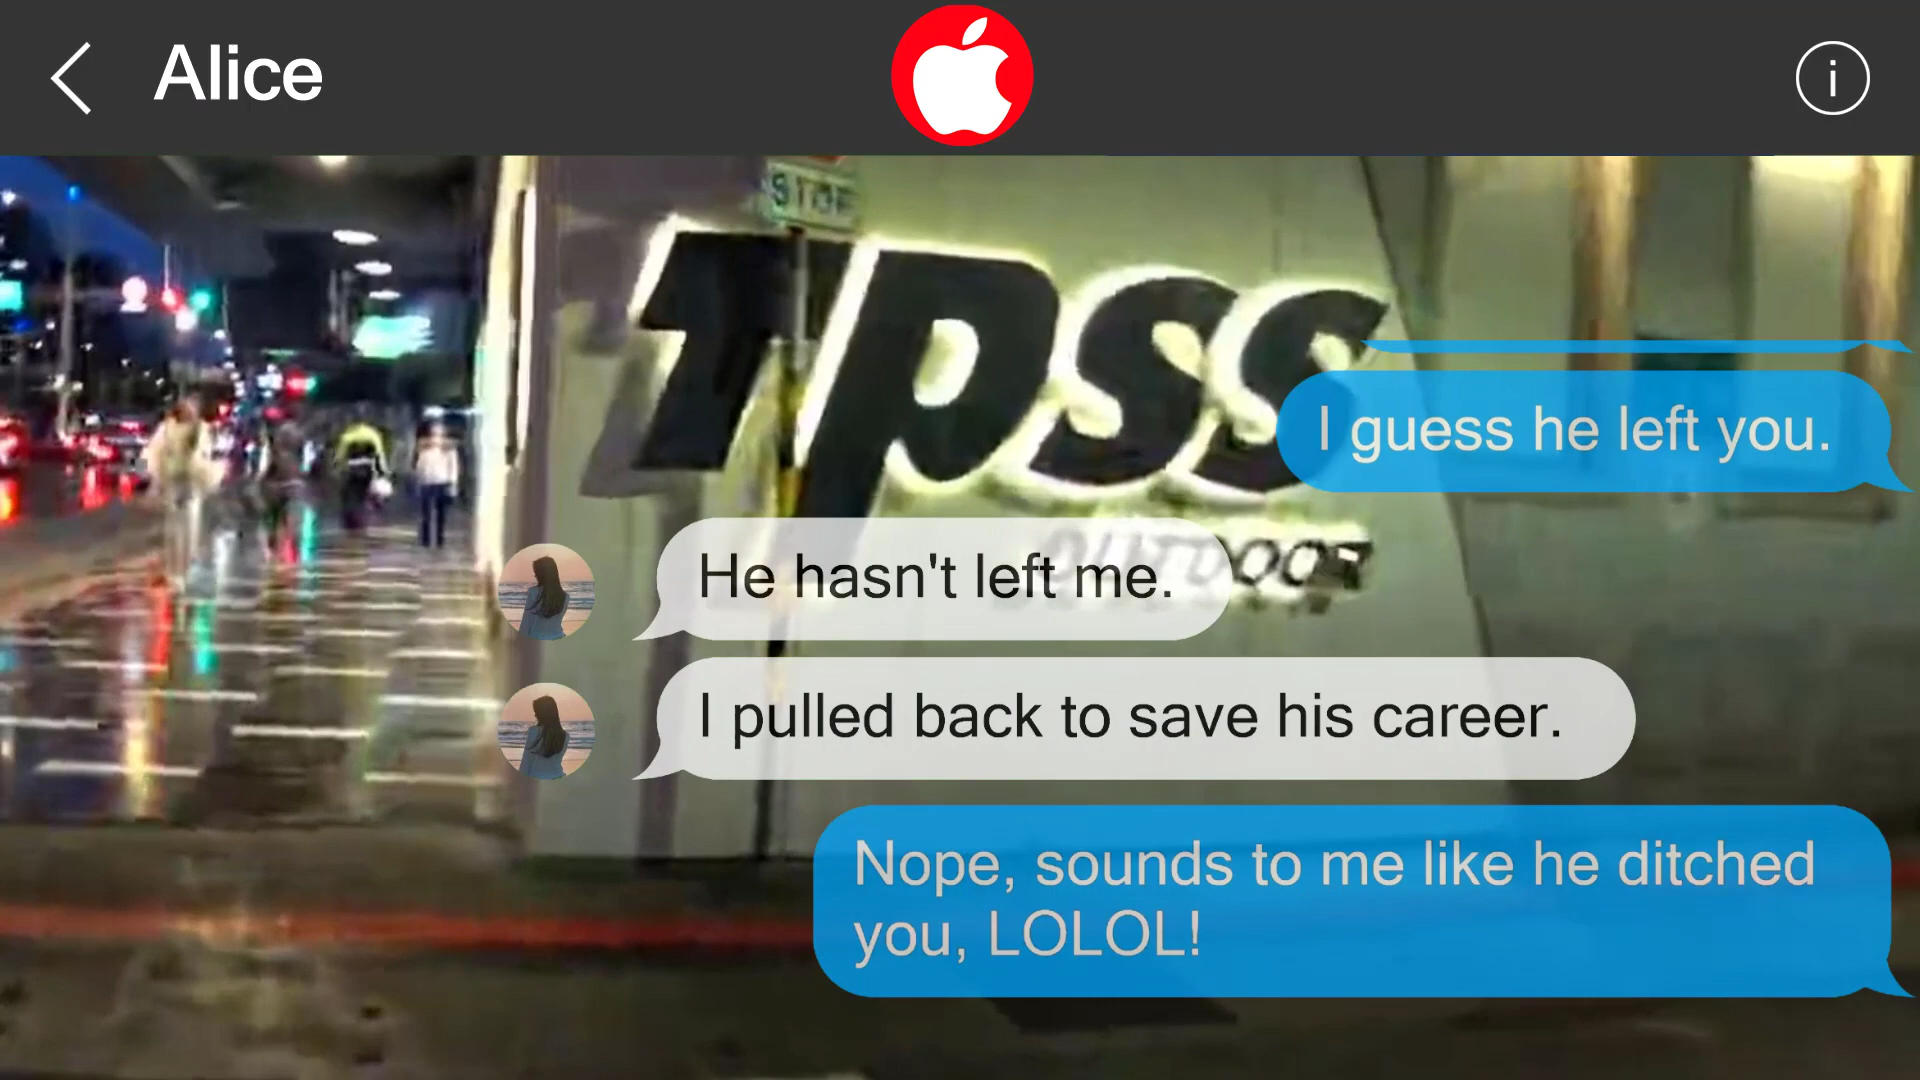 Alice
STOP
TPSS
OUTDOOR
I guess he left you.
He hasn't left me.
I pulled back to save his career.
Nope, sounds to me like he ditched
you, LOLOL!